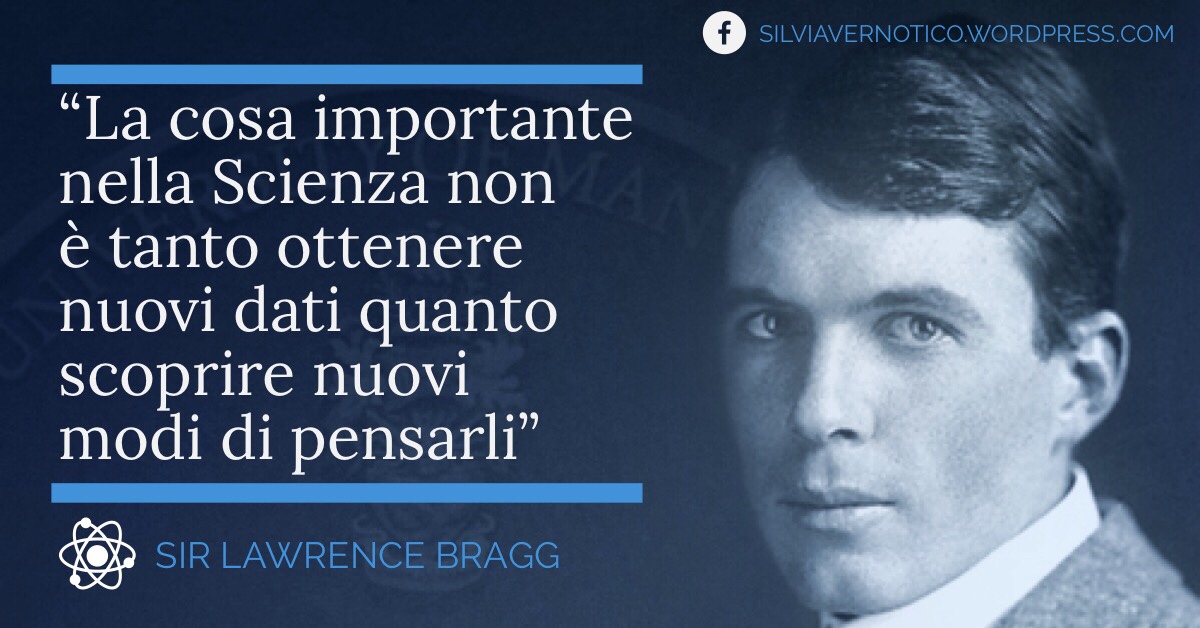 SILVIAVERNOTICO.WORDPRESS.COM
“La cosa importante
nella Scienza non
è tanto ottenere
nuovi dati quanto
scoprire nuovi
modi di pensarli”
SIR LAWRENCE BRAGG